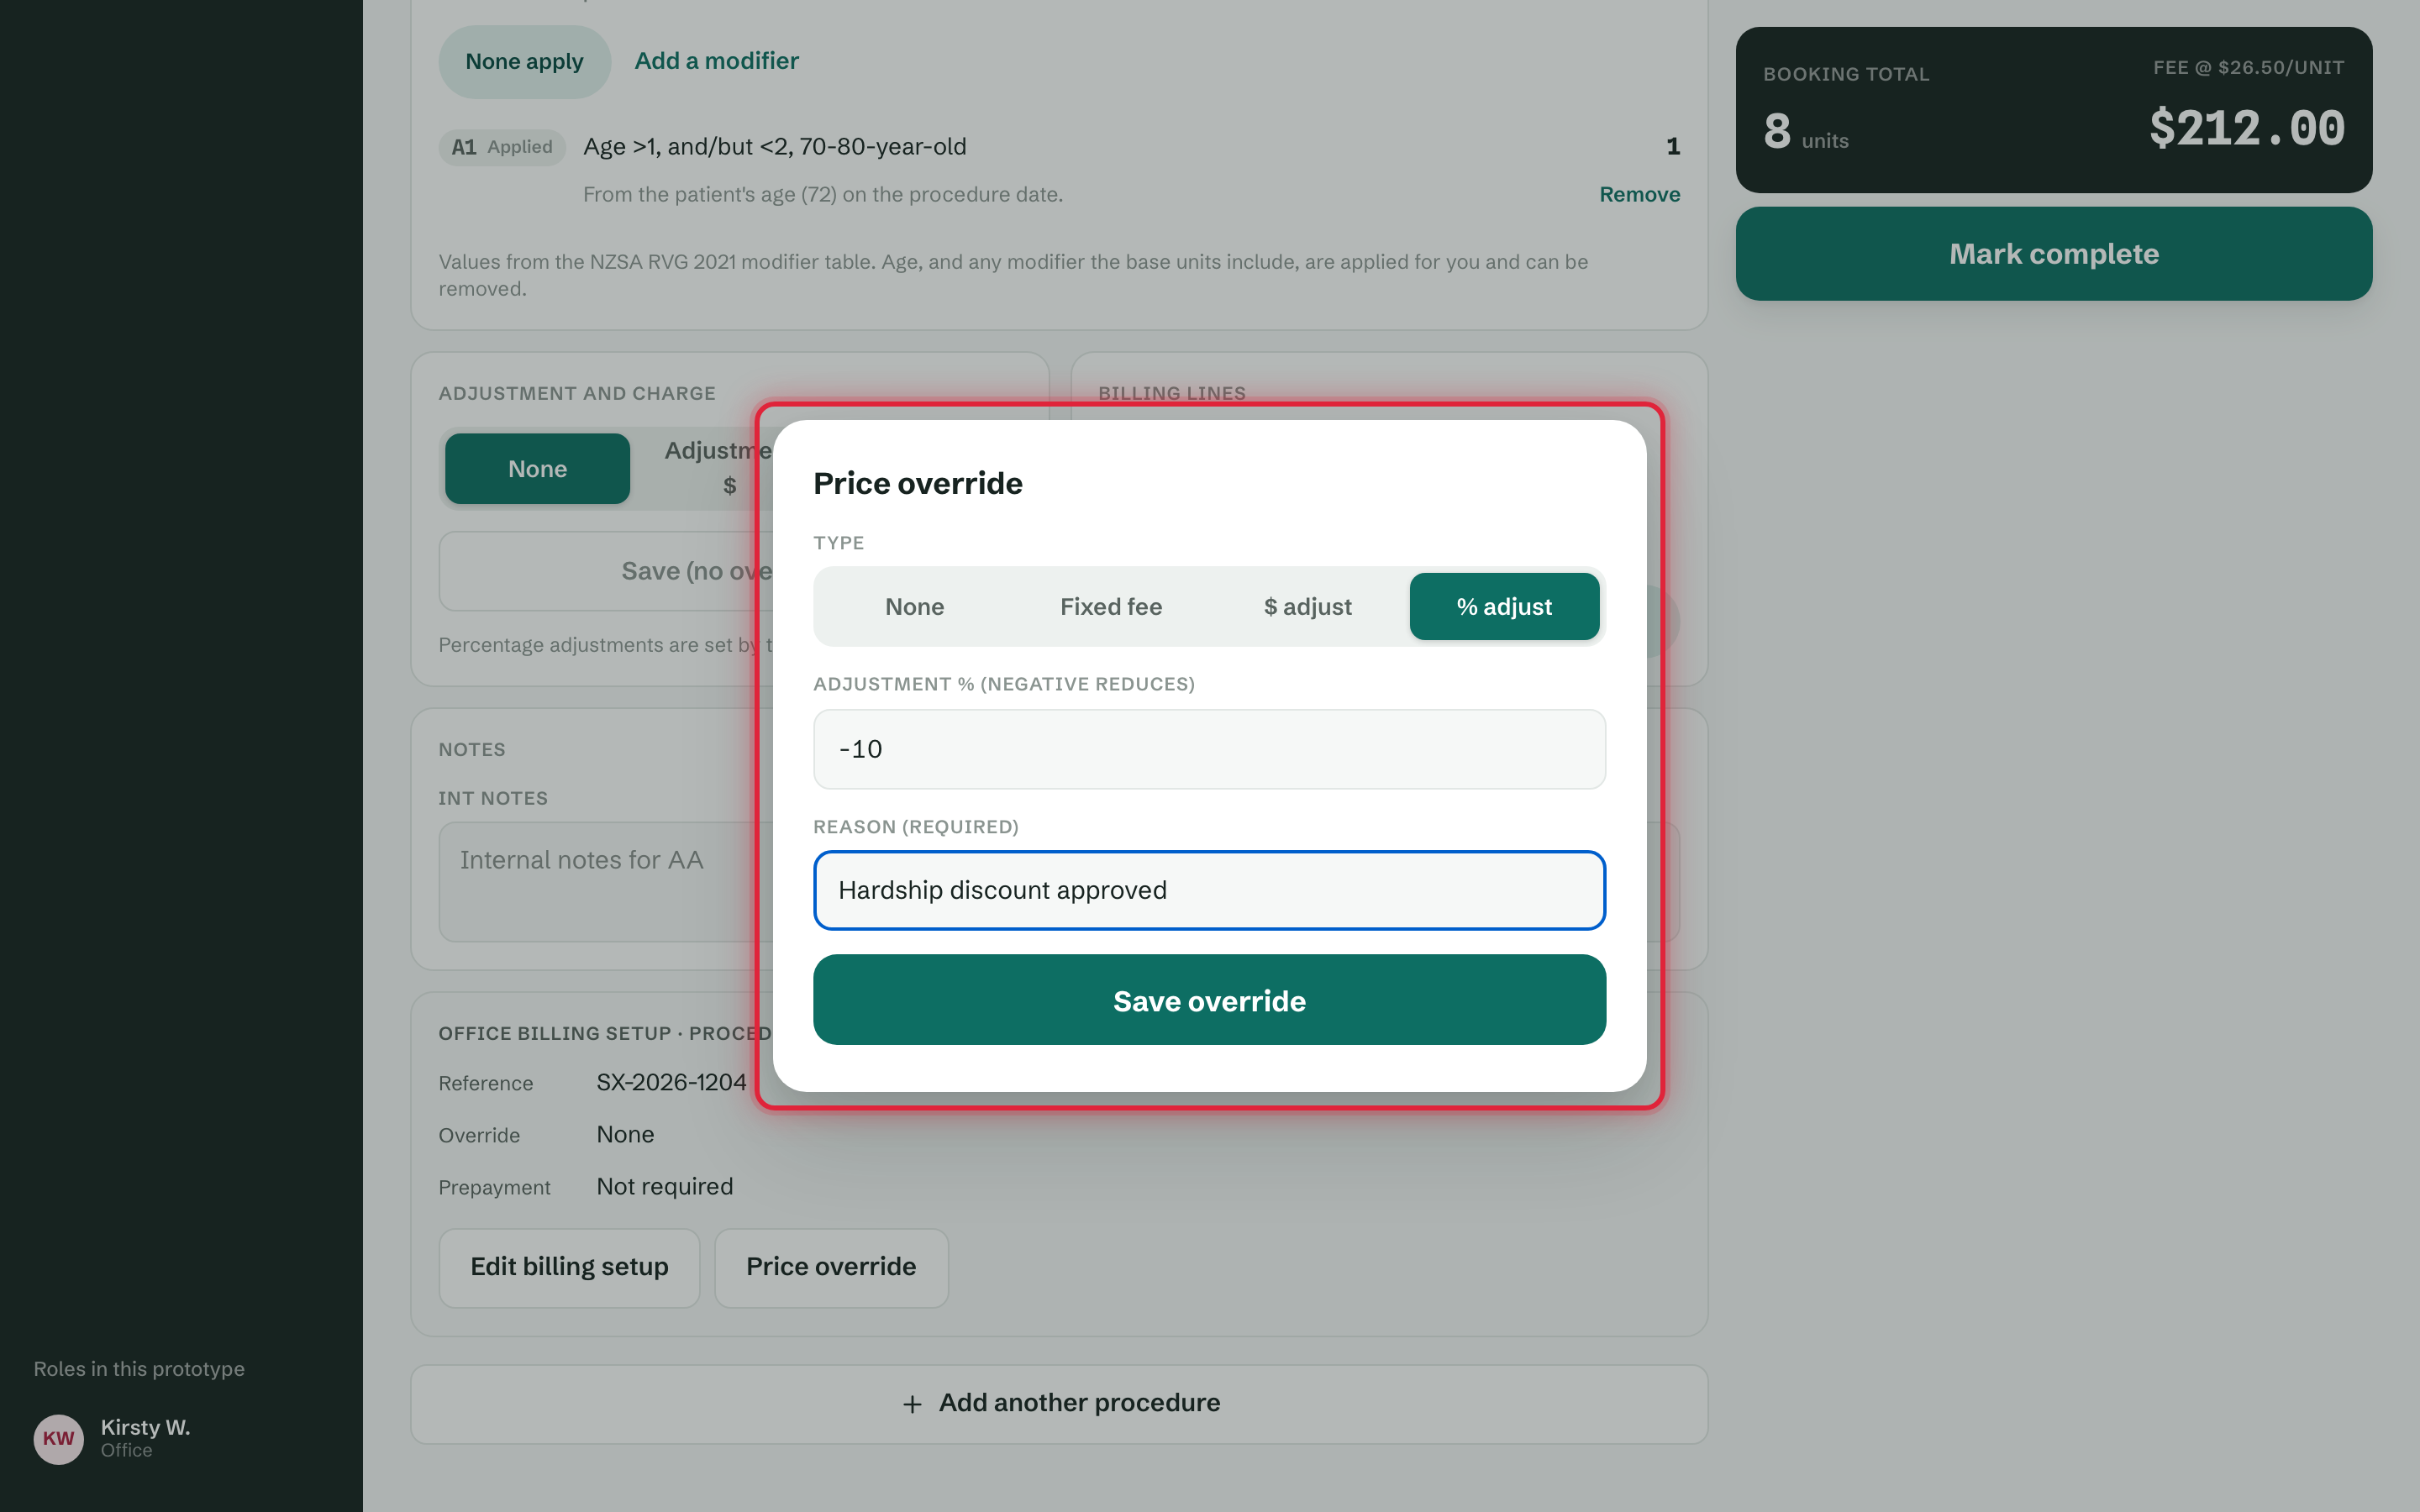 None apply
Add a modifier
A1 Applied
Age >1, and/but <2, 70-80-year-old
1
From the patient's age (72) on the procedure date.
Remove
Values from the NZSA RVG 2021 modifier table. Age, and any modifier the base units include, are applied for you and can be
removed.
BOOKING TOTAL
8 units
FEE @ $26.50/UNIT
$212.00
Mark complete
ADJUSTMENT AND CHARGE
None
Adjustme
$
Save (no ove
Percentage adjustments are set by t
BILLING LINES
Price override
TYPE
None
Fixed fee
$ adjust
% adjust
ADJUSTMENT % (NEGATIVE REDUCES)
-10
REASON (REQUIRED)
Hardship discount approved
Save override
NOTES
INT NOTES
Internal notes for AA
OFFICE BILLING SETUP · PROCED
Reference SX-2026-1204
Override None
Prepayment Not required
Edit billing setup
Price override
+ Add another procedure
Roles in this prototype
KW
Kirsty W.
Office